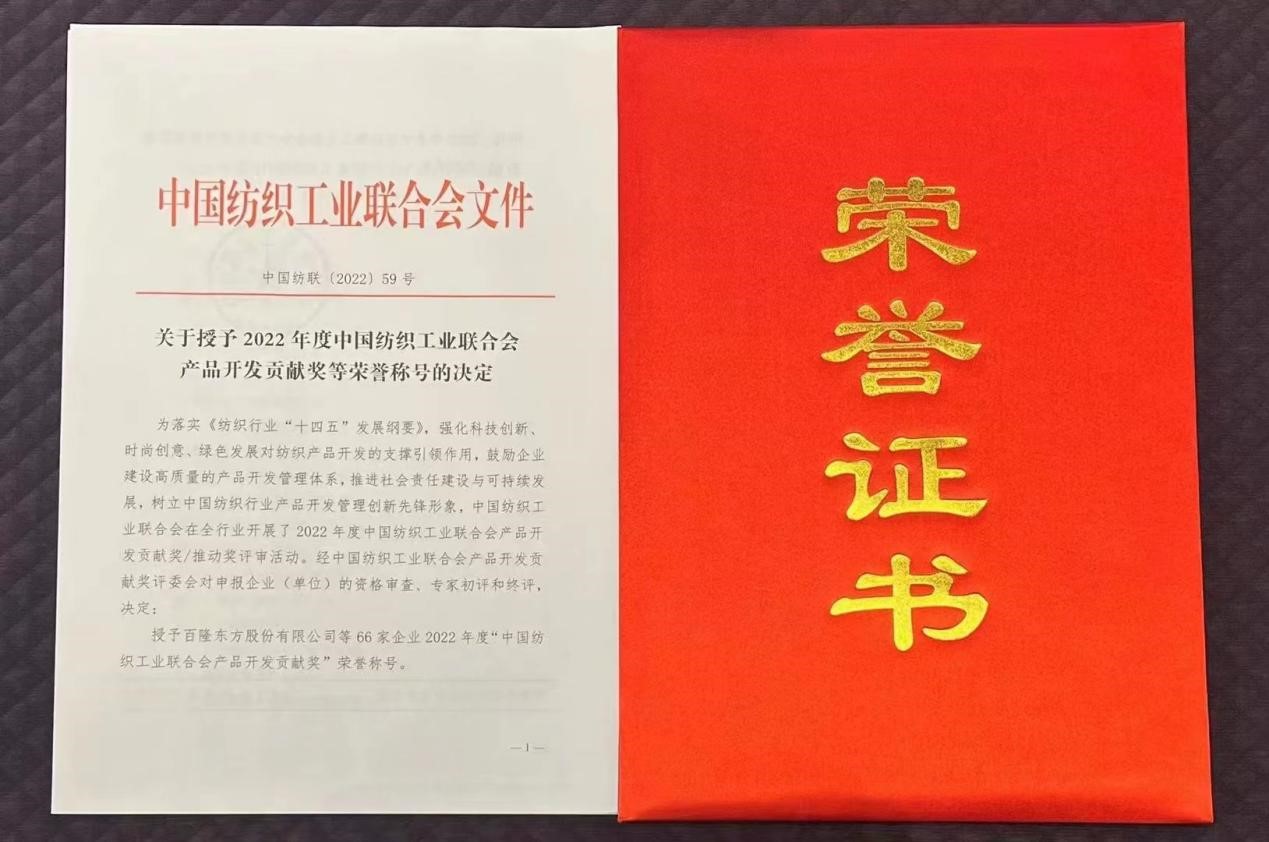 中国纺织工业联合会文件
中国纺联〔2022〕59 号
关于授予 2022 年度中国纺织工业联合会
产品开发贡献奖等荣誉称号的决定
为落实《纺织行业“十四五”发展纲要》，强化科技创新、
时尚创意、绿色发展对纺织产品开发的支撑引领作用，鼓励企业
建设高质量的产品开发管理体系，推进社会责任建设与可持续发
展，树立中国纺织行业产品开发管理创新先锋形象，中国纺织工
业联合会在全行业开展了 2022 年度中国纺织工业联合会产品开
发贡献奖/推动奖评审活动。经中国纺织工业联合会产品开发贡
献奖评委会对申报企业（单位）的资格审查、专家初评和终评，
决定：
授予百隆东方股份有限公司等 66 家企业 2022 年度“中国纺
织工业联合会产品开发贡献奖”荣誉称号。
— 1 —
荣誉证书